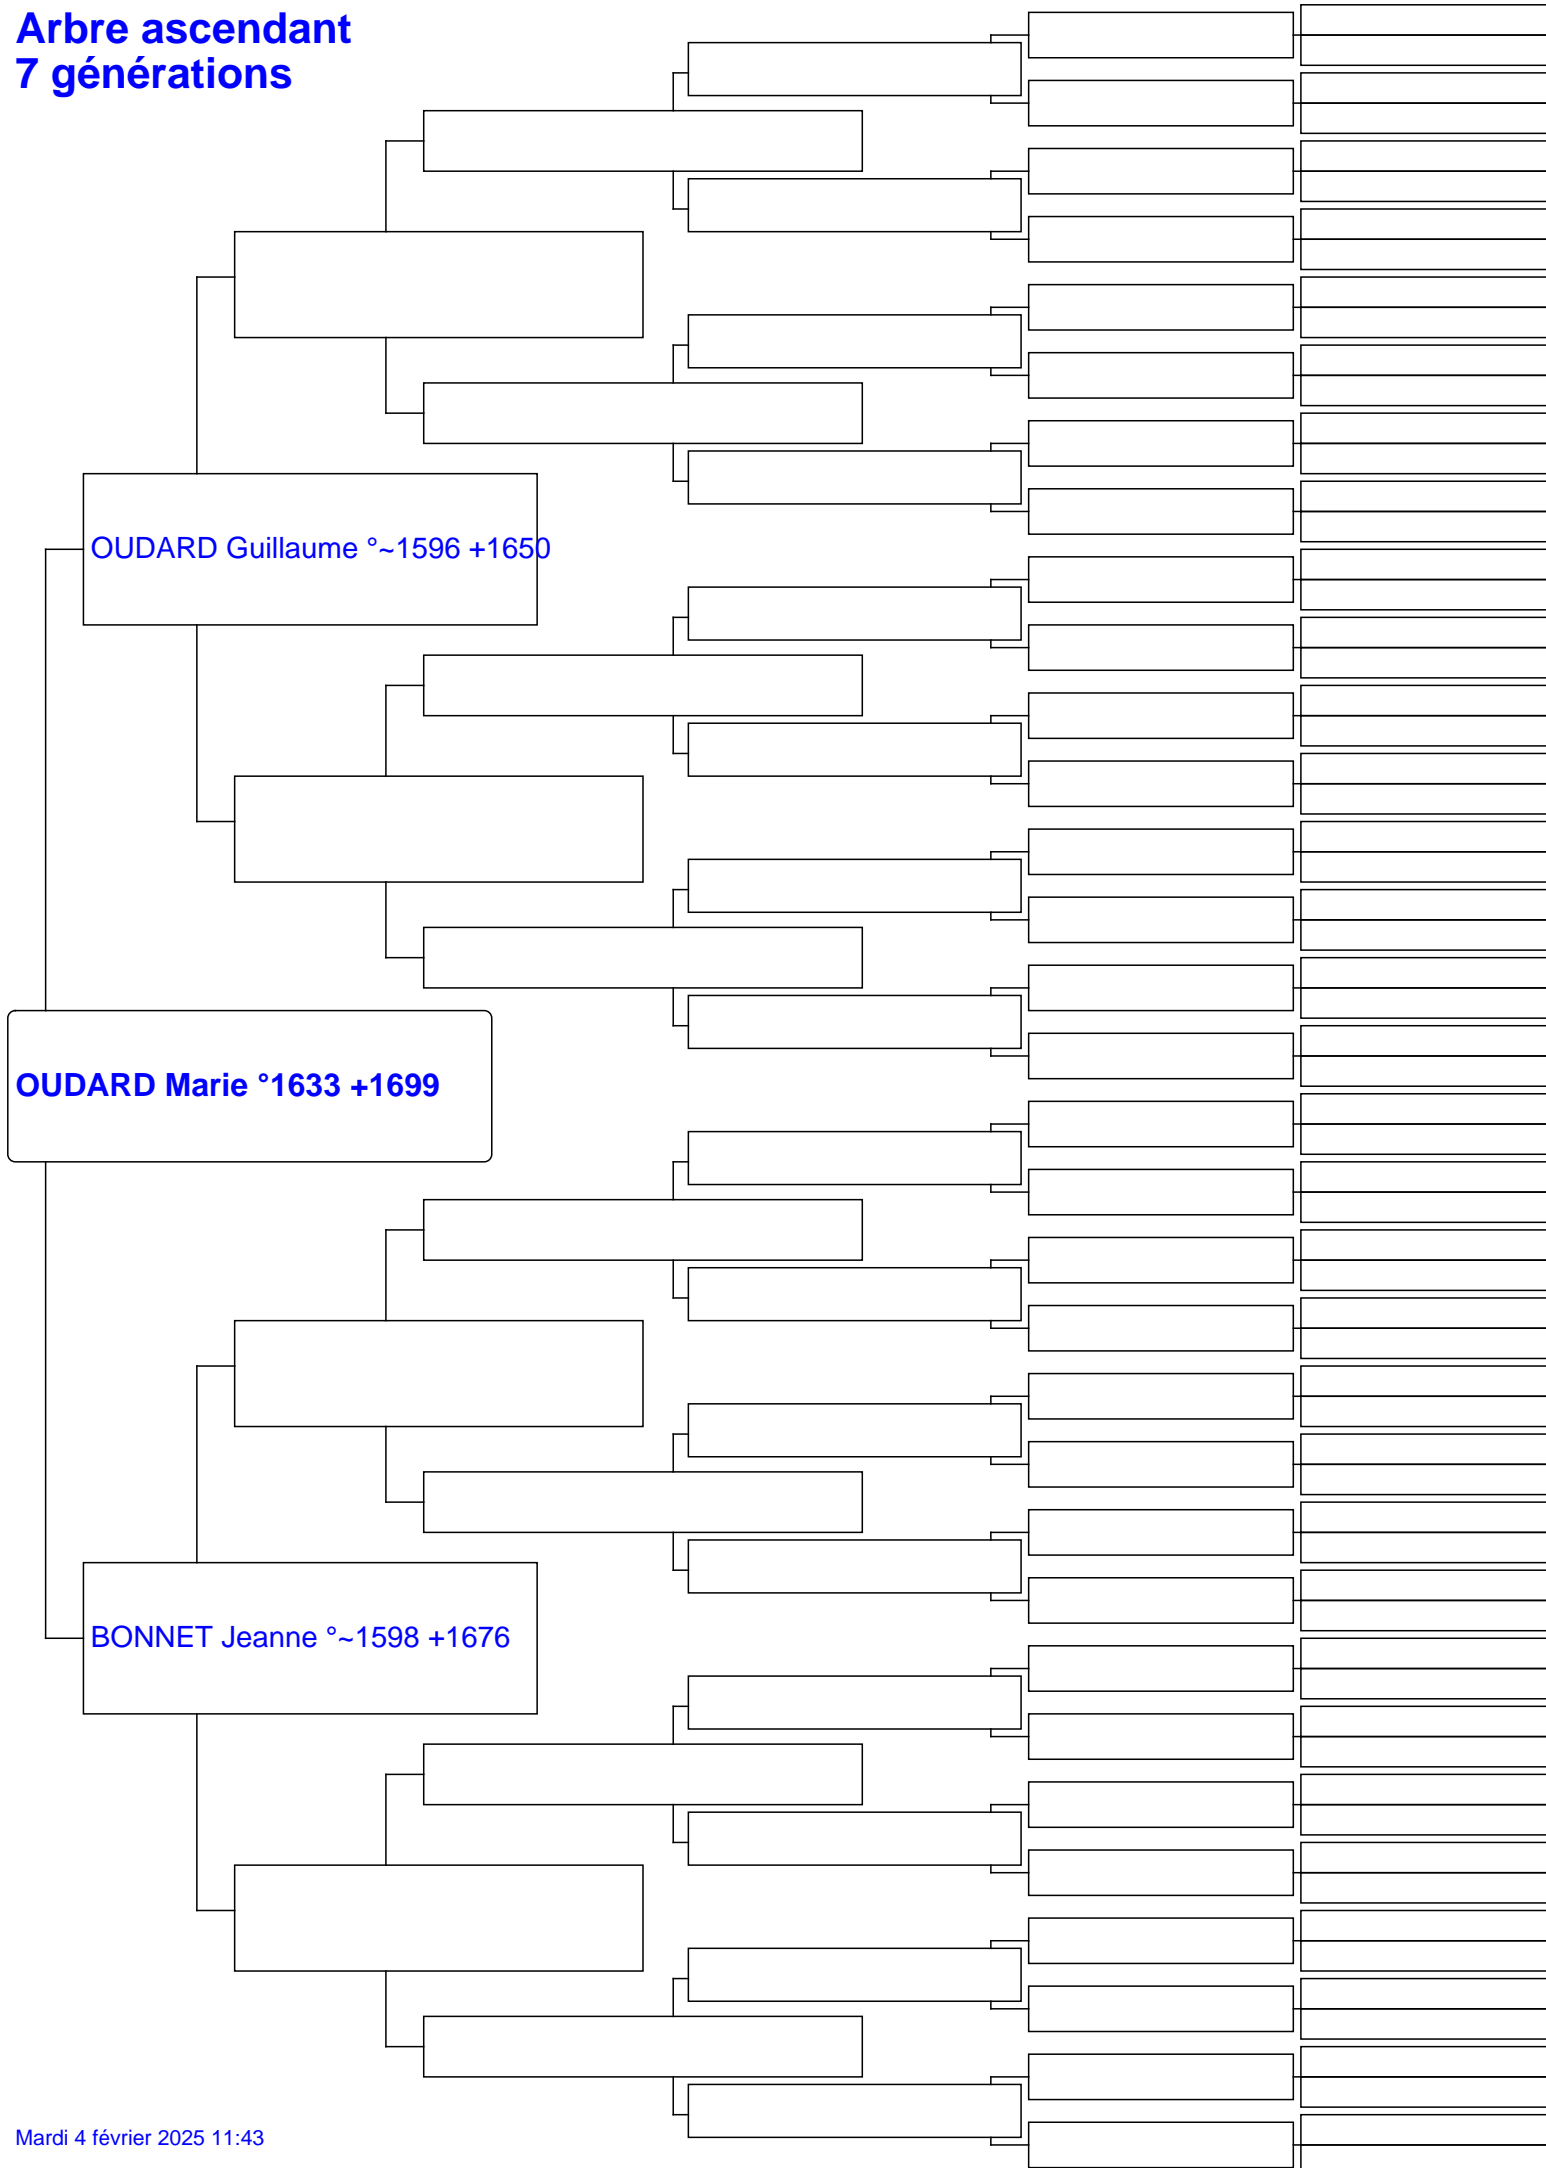 Arbre ascendant
7 générations
OUDARD Guillaume °~1596 +1650
OUDARD Marie °1633 +1699
BONNET Jeanne °~1598 +1676
Mardi 4 février 2025 11:43